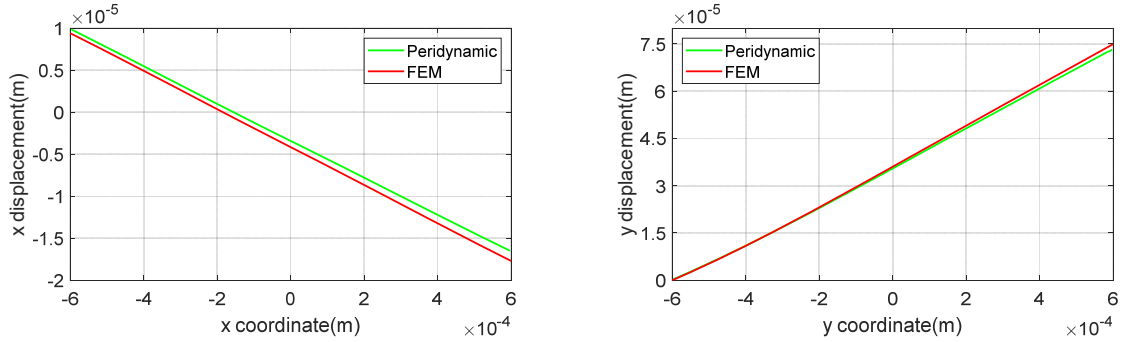 ×10⁻⁵
1
0.5
0
-0.5
-1
-1.5
-2
-6 -4 -2 0 2 4 6
×10⁻⁴
x coordinate(m)
x displacement(m)
Peridynamic
FEM
×10⁻⁵
7.5
6
4.5
3
1.5
0
-6 -4 -2 0 2 4 6
×10⁻⁴
y coordinate(m)
y displacement(m)
Peridynamic
FEM